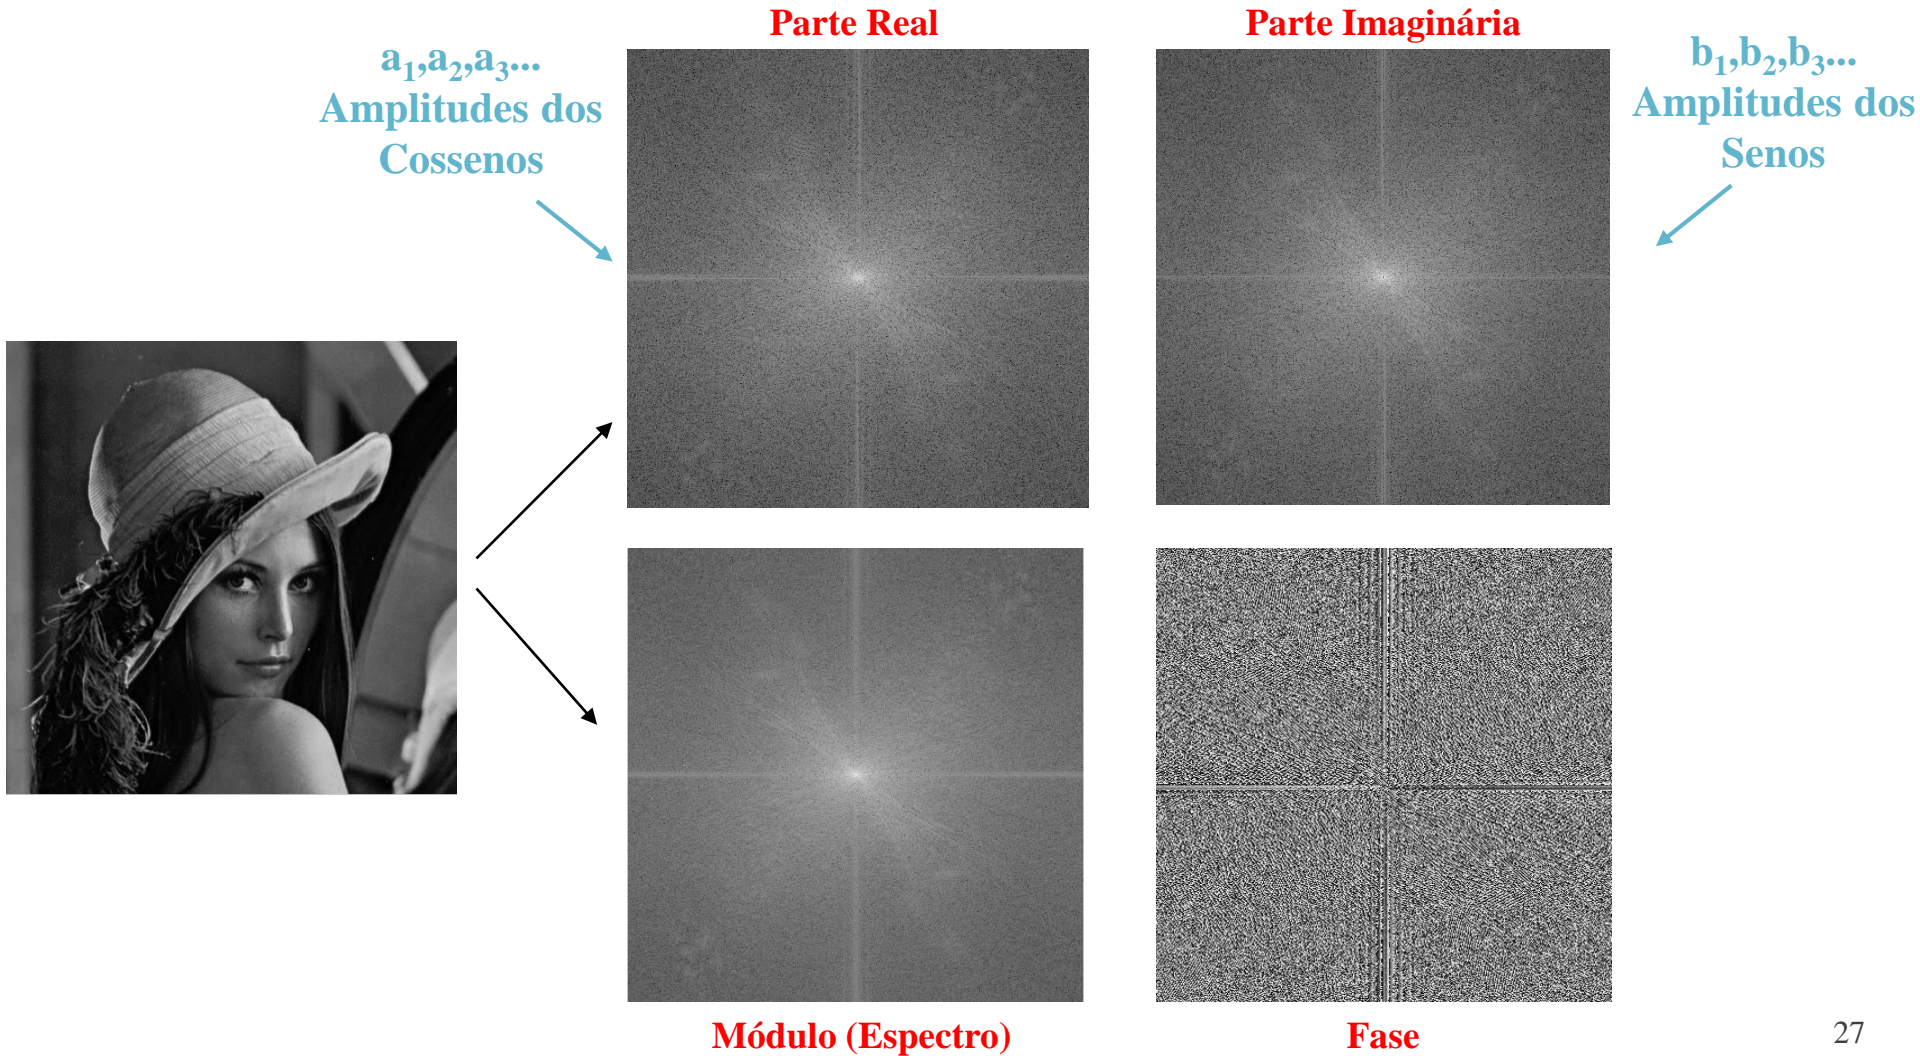 Parte Real
Parte Imaginária
a₁,a₂,a₃...
Amplitudes dos
Cossenos
b₁,b₂,b₃...
Amplitudes dos
Senos
Módulo (Espectro)
Fase
27